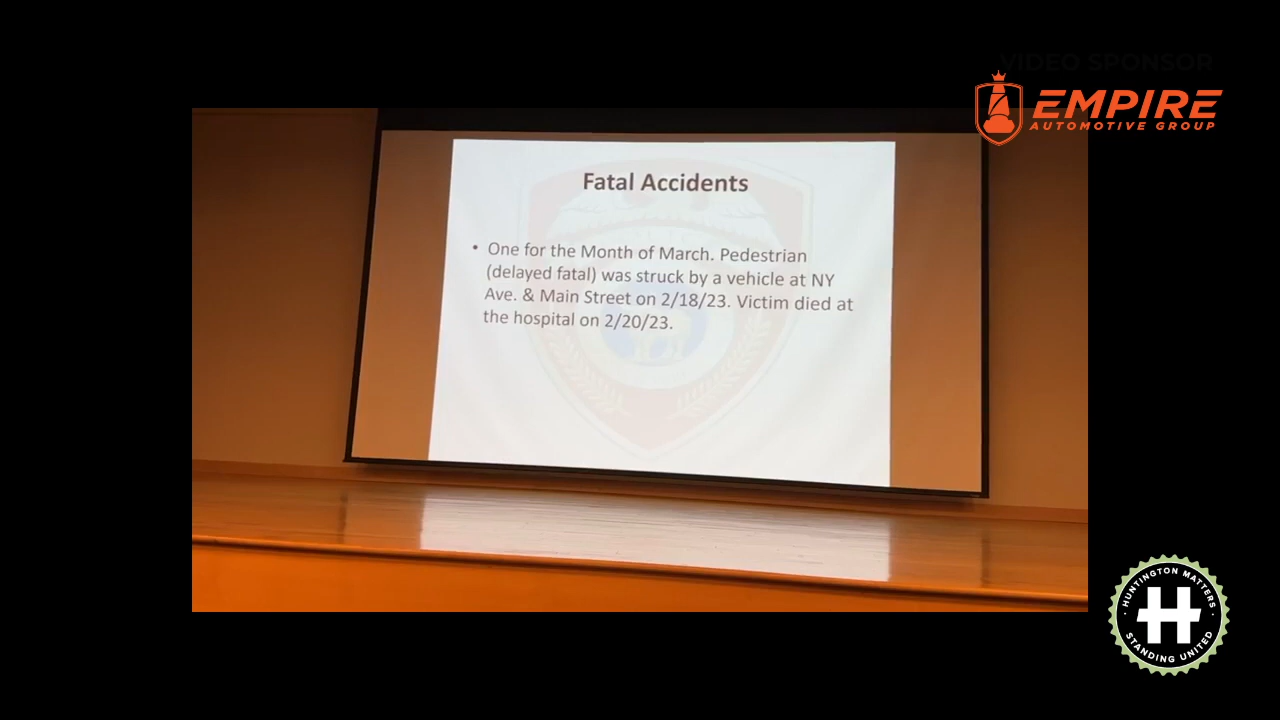 VIDEO SPONSOR
EMPIRE
AUTOMOTIVE GROUP
Fatal Accidents
• One for the Month of March. Pedestrian
(delayed fatal) was struck by a vehicle at NY
Ave. & Main Street on 2/18/23. Victim died at
the hospital on 2/20/23.
HUNTINGTON MATTERS
H
STANDING UNITED